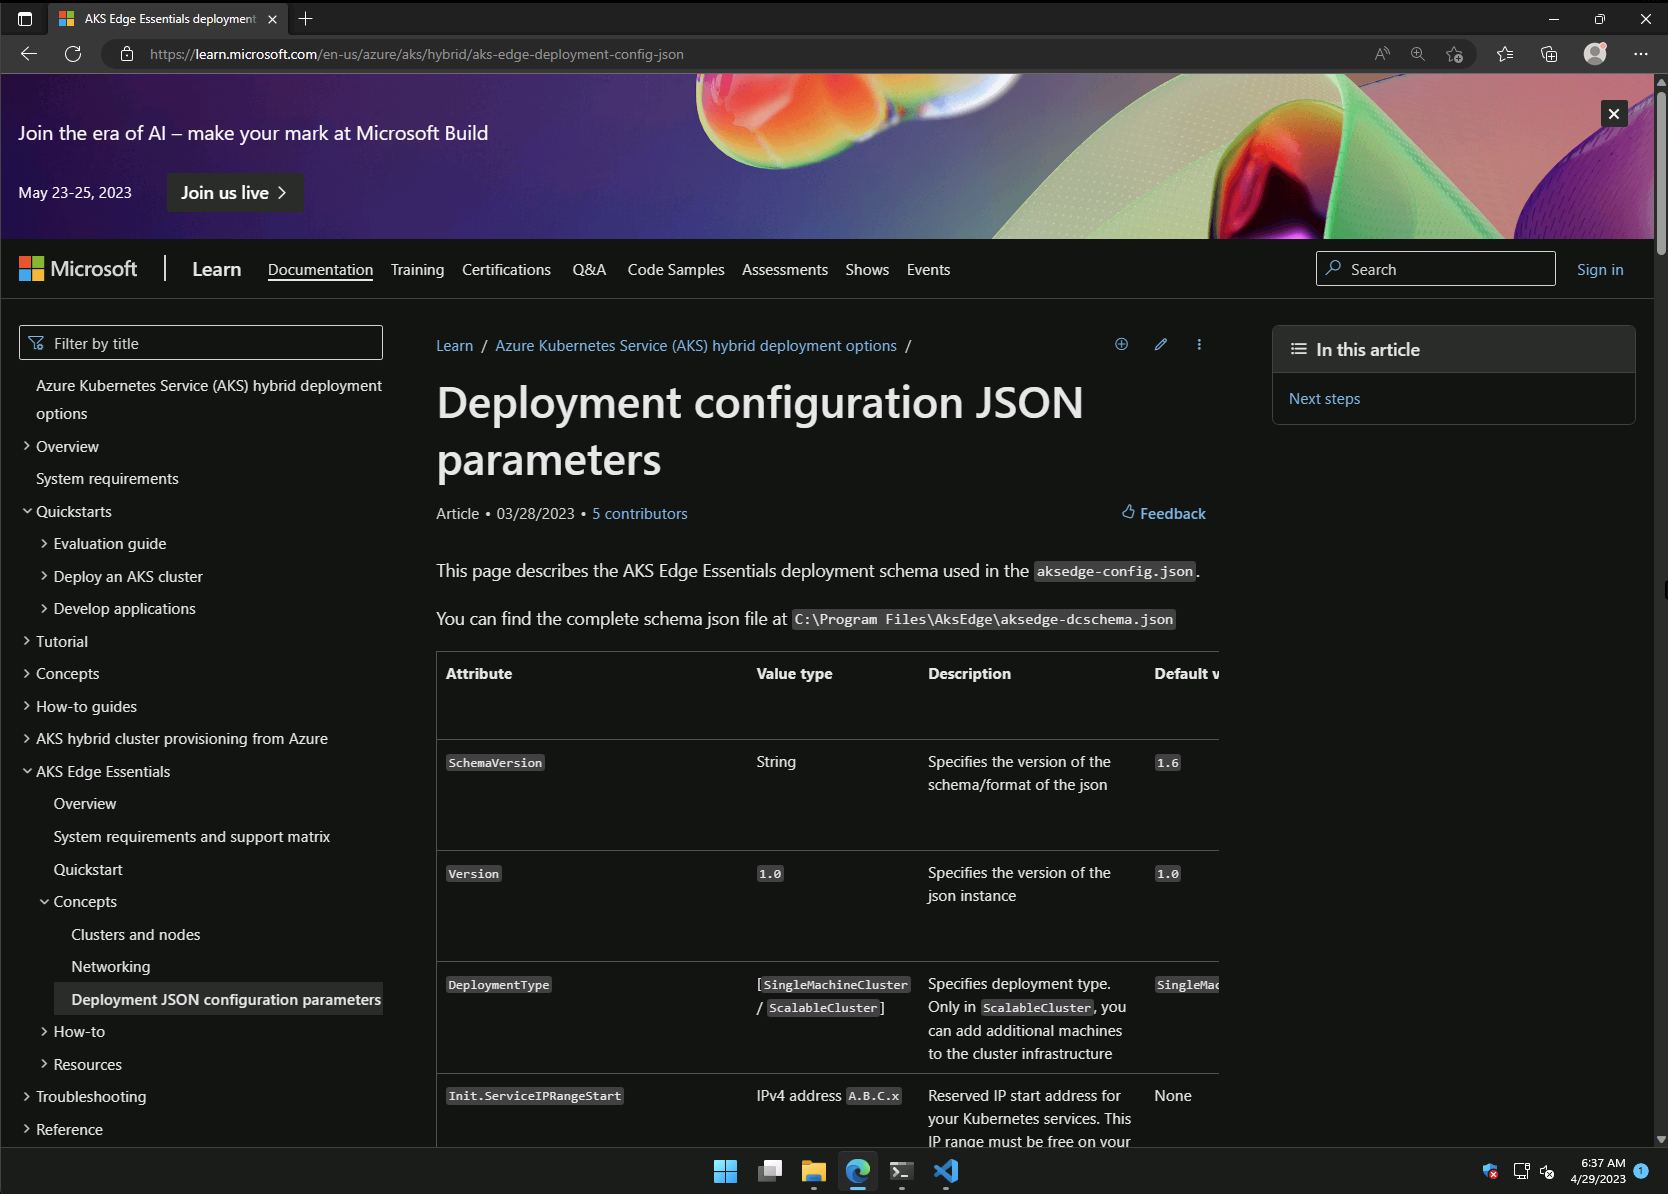 AKS Edge Essentials deployment
https://learn.microsoft.com/en-us/azure/aks/hybrid/aks-edge-deployment-config-json
Join the era of AI – make your mark at Microsoft Build
May 23-25, 2023
Join us live
Microsoft
Learn
Documentation
Training
Certifications
Q&A
Code Samples
Assessments
Shows
Events
Search
Sign in
Filter by title
Azure Kubernetes Service (AKS) hybrid deployment
options
Overview
System requirements
Quickstarts
Evaluation guide
Deploy an AKS cluster
Develop applications
Tutorial
Concepts
How-to guides
AKS hybrid cluster provisioning from Azure
AKS Edge Essentials
Overview
System requirements and support matrix
Quickstart
Concepts
Clusters and nodes
Networking
Deployment JSON configuration parameters
How-to
Resources
Troubleshooting
Reference
Learn / Azure Kubernetes Service (AKS) hybrid deployment options /
Deployment configuration JSON
parameters
Article • 03/28/2023 • 5 contributors
Feedback
This page describes the AKS Edge Essentials deployment schema used in the aksedge-config.json.
You can find the complete schema json file at C:\Program Files\AksEdge\aksedge-dcschema.json
Attribute
Value type
Description
Default v
SchemaVersion
String
Specifies the version of the
schema/format of the json
1.6
Version
1.0
Specifies the version of the
json instance
1.0
DeploymentType
[SingleMachineCluster
/ ScalableCluster]
Specifies deployment type.
Only in ScalableCluster, you
can add additional machines
to the cluster infrastructure
SingleMac
Init.ServiceIPRangeStart
IPv4 address A.B.C.x
Reserved IP start address for
your Kubernetes services. This
IP range must be free on your
None
In this article
Next steps
6:37 AM
4/29/2023
1